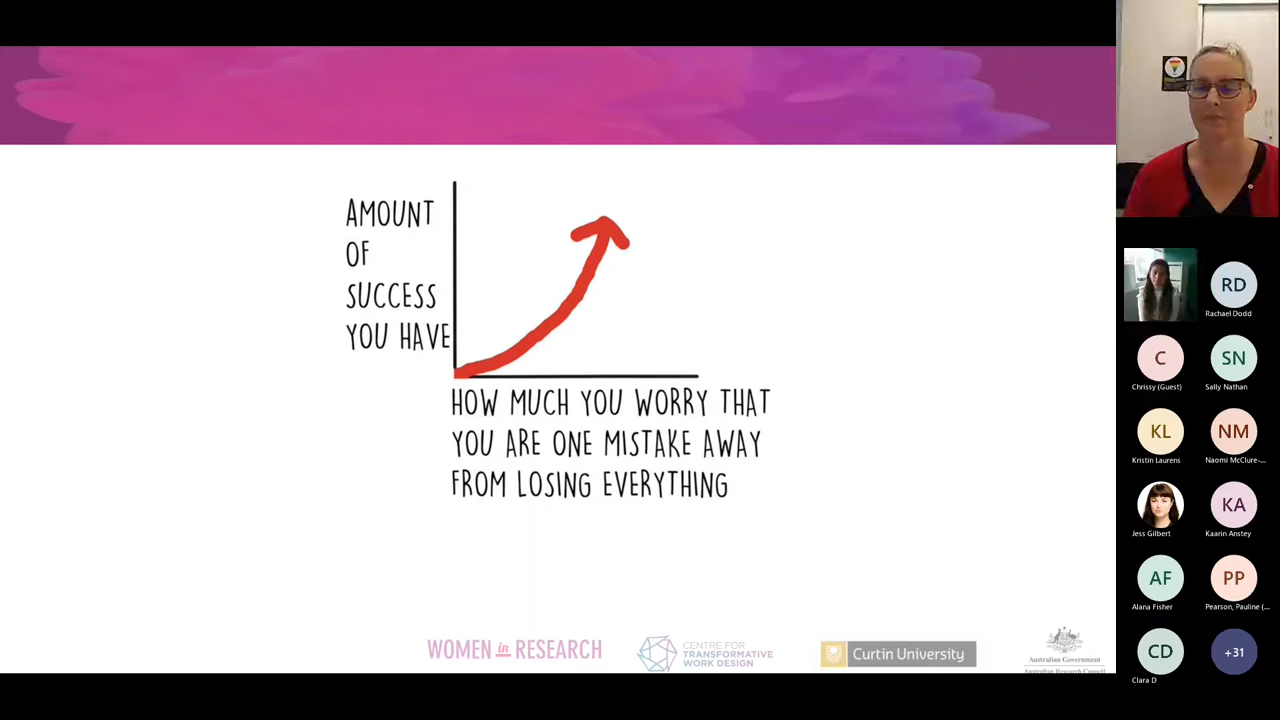 AMOUNT
OF
SUCCESS
YOU HAVE
HOW MUCH YOU WORRY THAT
YOU ARE ONE MISTAKE AWAY
FROM LOSING EVERYTHING
WOMEN in RESEARCH
CENTRE FOR
TRANSFORMATIVE
WORK DESIGN
Curtin University
Australian Government
Australian Research Council
RD
Rachael Dodd
C
Chrissy (Guest)
SN
Sally Nathan
KL
Kristin Laurens
NM
Naomi McClure-...
Jess Gilbert
KA
Kaarin Anstey
AF
Alana Fisher
PP
Pearson, Pauline (...
CD
Clara D
+31